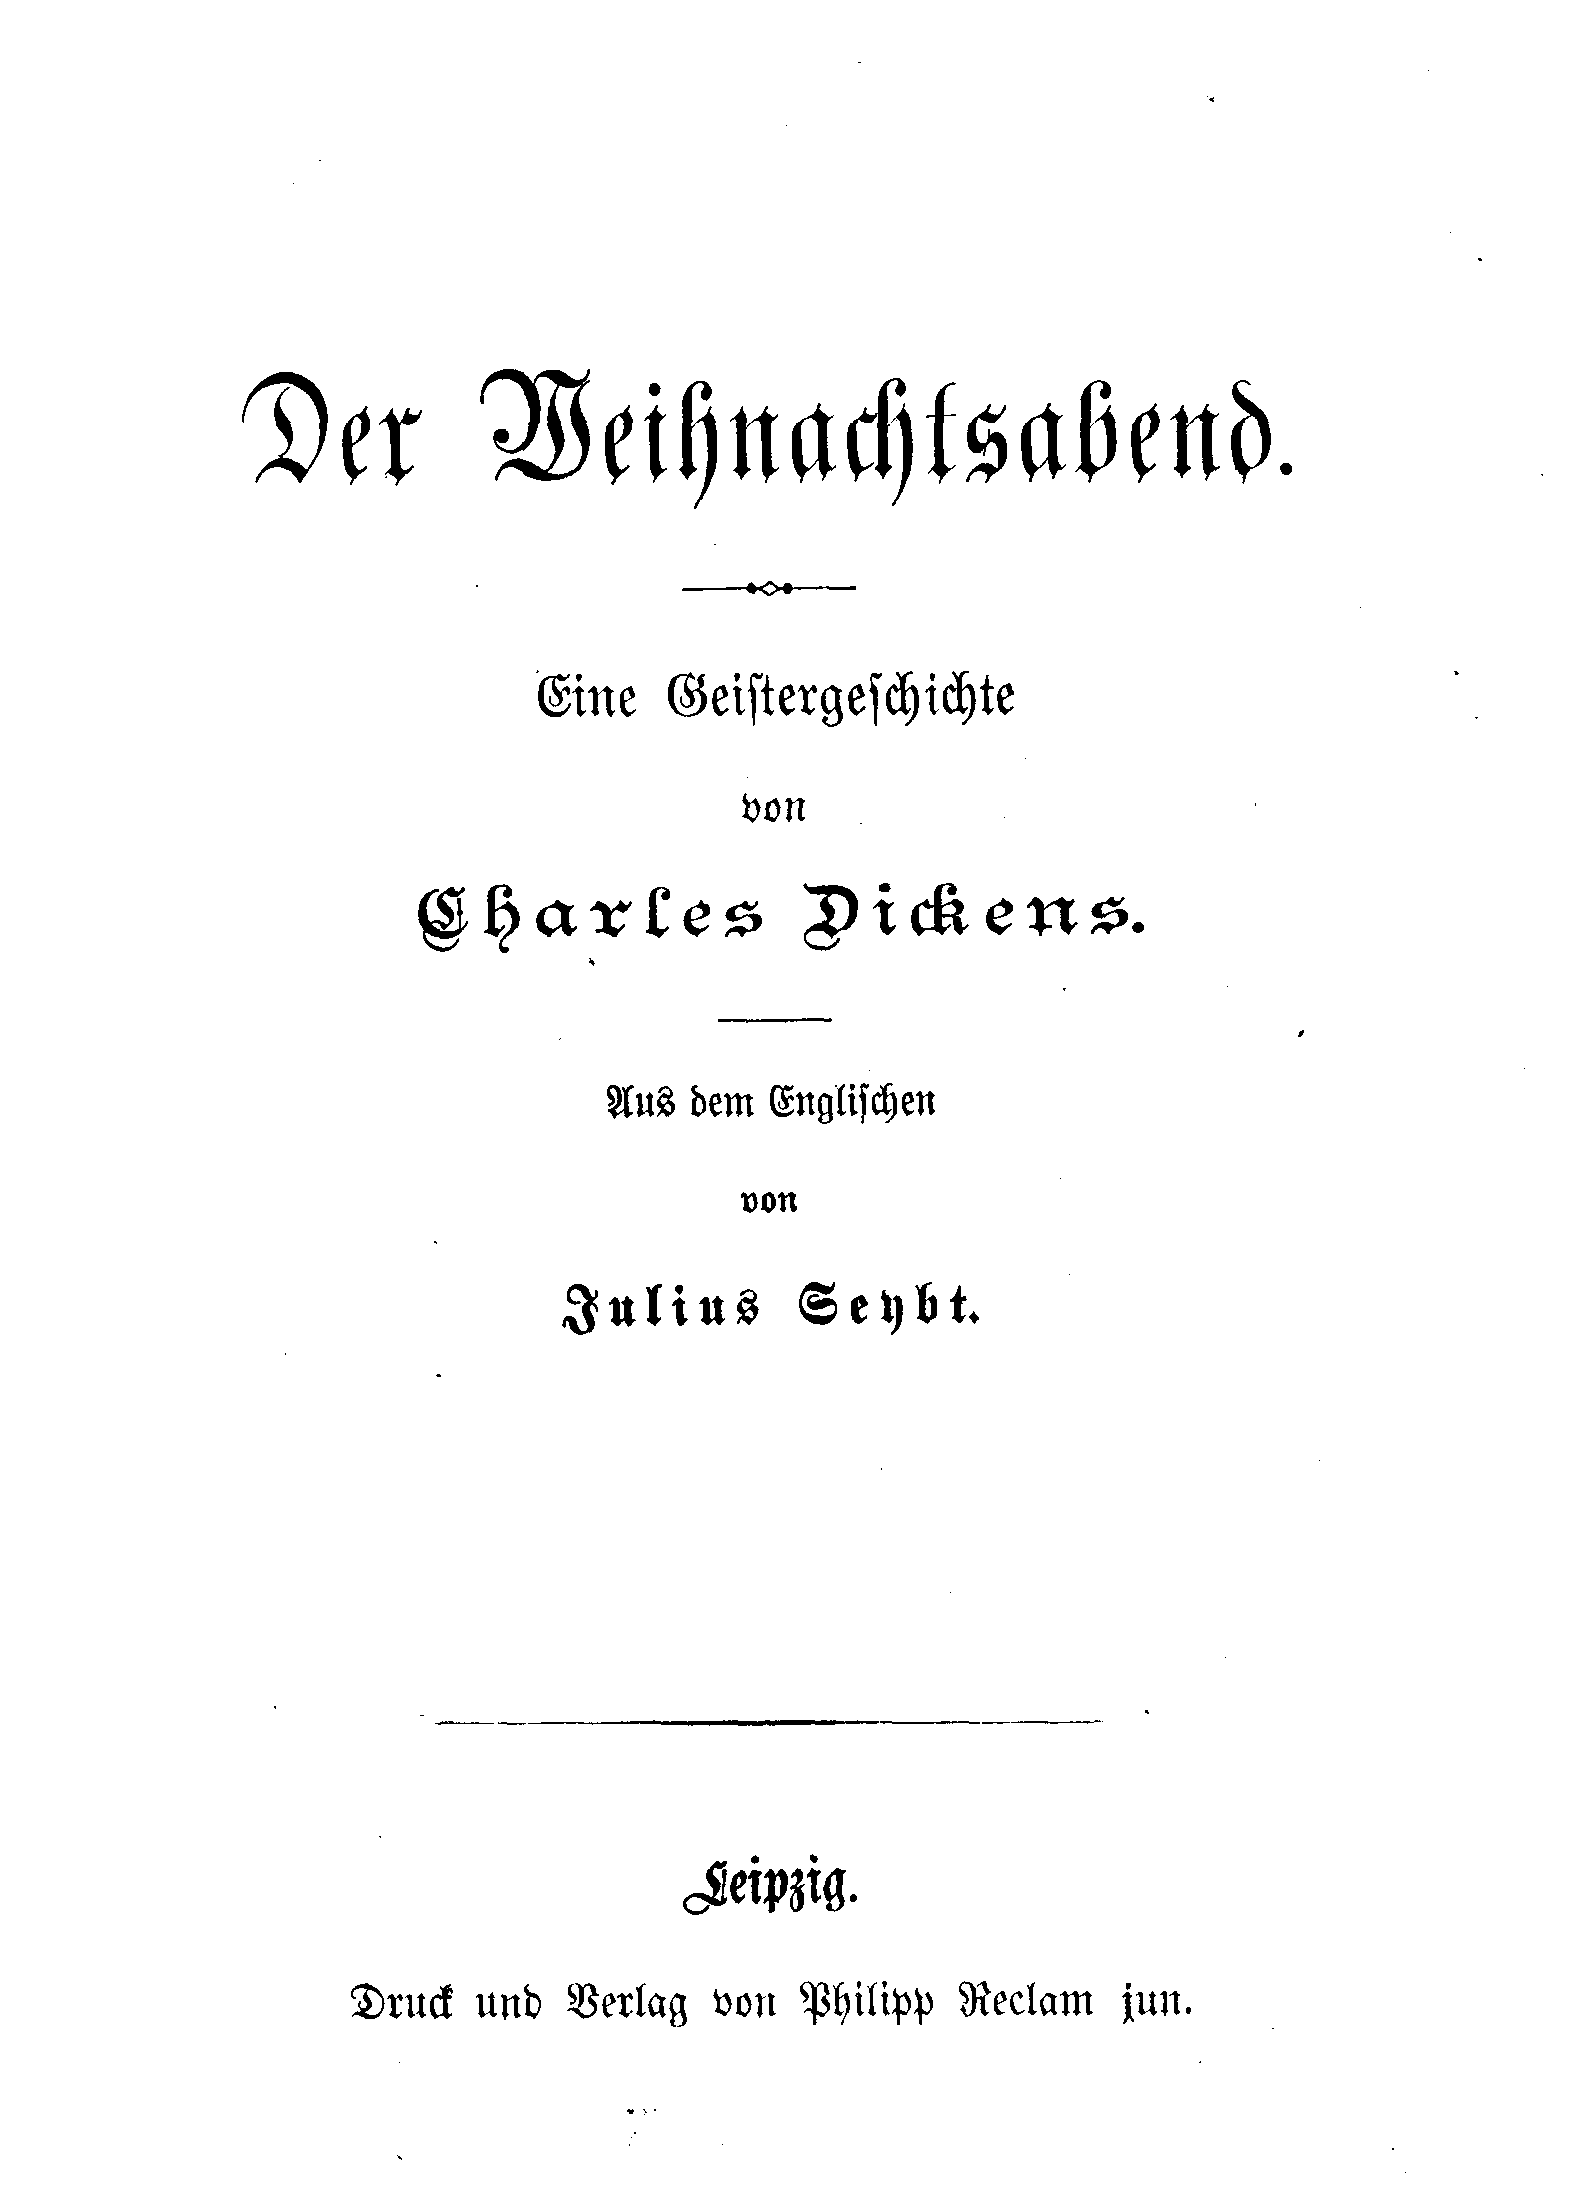 Der Weihnachtsabend.
Eine Geiſtergeſchichte
von
Charles Dickens.
Aus dem Engliſchen
von
Julius Seybt.
Leipzig.
Druck und Verlag von Philipp Reclam jun.